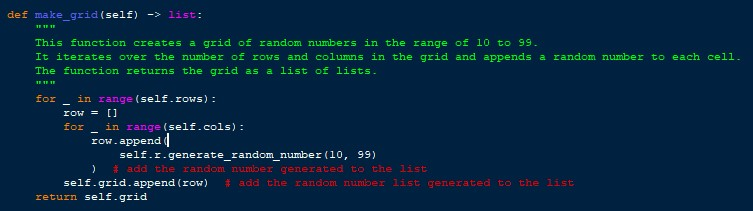 def make_grid(self) -> list:
    """
    This function creates a grid of random numbers in the range of 10 to 99.
    It iterates over the number of rows and columns in the grid and appends a random number to each cell.
    The function returns the grid as a list of lists.
    """
    for _ in range(self.rows):
        row = []
        for _ in range(self.cols):
            row.append(
                self.r.generate_random_number(10, 99)
            )  # add the random number generated to the list
        self.grid.append(row)  # add the random number list generated to the list
    return self.grid